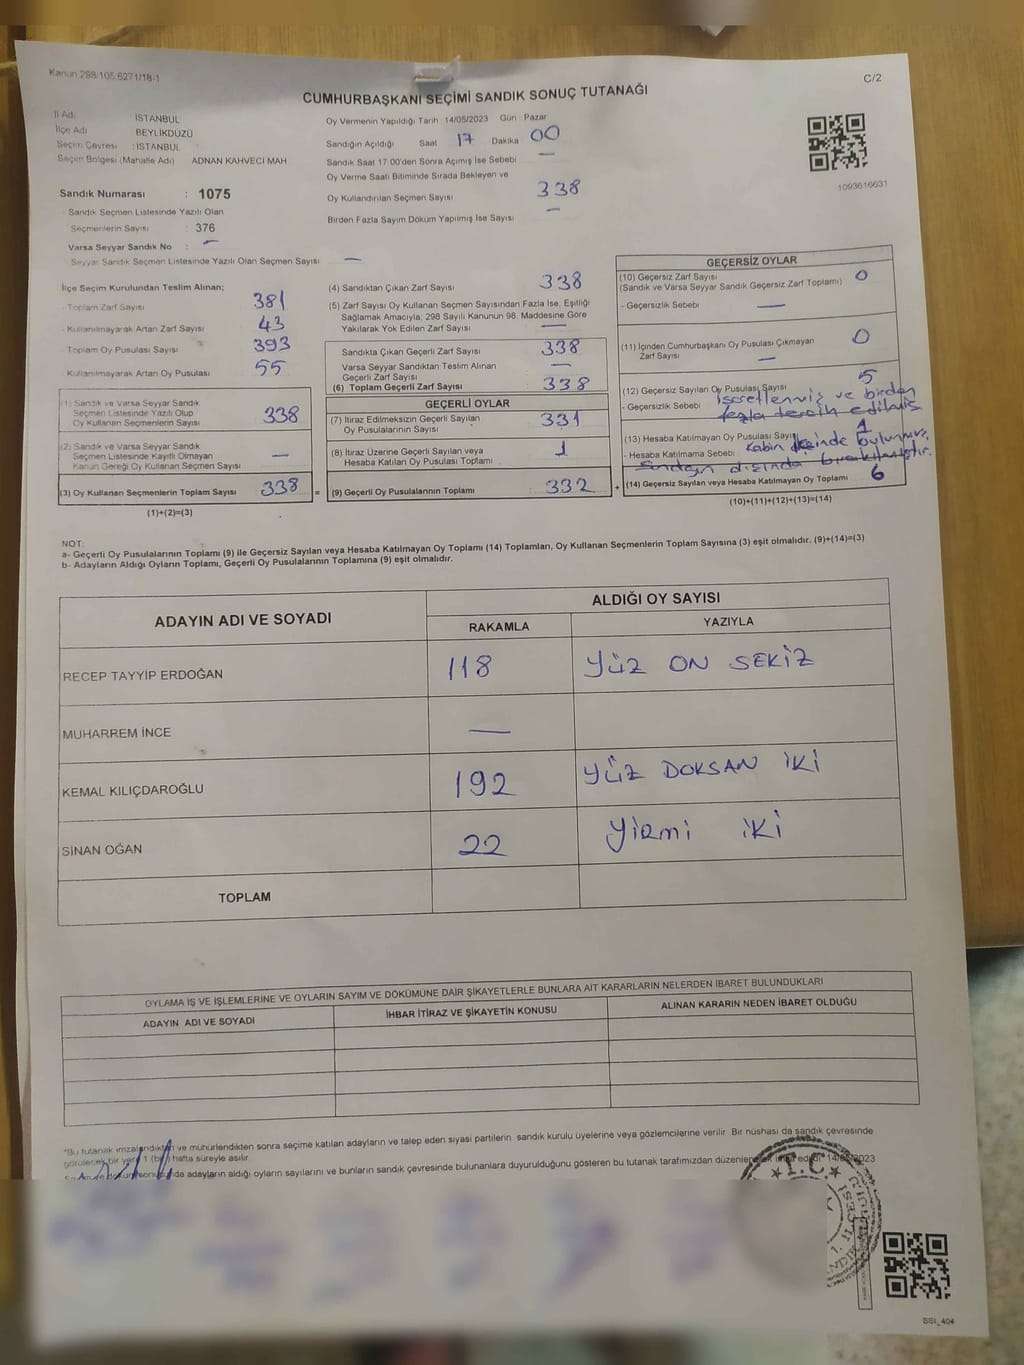 Kanun 298/105.6271/18-1
C/2
CUMHURBAŞKANI SEÇİMİ SANDIK SONUÇ TUTANAĞI
İl Adı : İSTANBUL
İlçe Adı BEYLİKDÜZÜ
Seçim Çevresi : İSTANBUL
Seçim Bölgesi (Mahalle Adı) ADNAN KAHVECİ MAH
Sandık Numarası : 1075
Sandık Seçmen Listesinde Yazılı Olan
Seçmenlerin Sayısı : 376
Varsa Seyyar Sandık No : —
Seyyar Sandık Seçmen Listesinde Yazılı Olan Seçmen Sayısı —
Oy Vermenin Yapıldığı Tarih : 14/05/2023 Gün Pazar
Sandığın Açıldığı Saat 17 Dakika 00
Sandık Saat 17.00'den Sonra Açımış İse Sebebi —
Oy Verme Saati Bitiminde Sırada Bekleyen ve
Oy Kullandırılan Seçmen Sayısı 338
Birden Fazla Sayım Döküm Yapılmış İse Sayısı —
1093616631
İlçe Seçim Kurulundan Teslim Alınan;
- Toplam Zarf Sayısı 381
- Kullanılmayarak Artan Zarf Sayısı 43
- Toplam Oy Pusulası Sayısı 393
- Kullanılmayarak Artan Oy Pusulası 55
(1) Sandık ve Varsa Seyyar Sandık
Seçmen Listesinde Yazılı Olup
Oy Kullanan Seçmenlerin Sayısı 338
(2) Sandık ve Varsa Seyyar Sandık
Seçmen Listesinde Kayıtlı Olmayan
Kanun Gereği Oy Kullanan Seçmen Sayısı —
(3) Oy Kullanan Seçmenlerin Toplam Sayısı 338 =
(1)+(2)=(3)
(4) Sandıktan Çıkan Zarf Sayısı 338
(5) Zarf Sayısı Oy Kullanan Seçmen Sayısından Fazla İse, Eşitliği
Sağlamak Amacıyla; 298 Sayılı Kanunun 98. Maddesine Göre
Yakılarak Yok Edilen Zarf Sayısı —
Sandıkta Çıkan Geçerli Zarf Sayısı 338
Varsa Seyyar Sandıktan Teslim Alınan
Geçerli Zarf Sayısı —
(6) Toplam Geçerli Zarf Sayısı 338
GEÇERLİ OYLAR
(7) İtiraz Edilmeksizin Geçerli Sayılan
Oy Pusulalarının Sayısı 331
(8) İtiraz Üzerine Geçerli Sayılan veya
Hesaba Katılan Oy Pusulası Toplamı 1
(9) Geçerli Oy Pusulalarının Toplamı 332 +
GEÇERSİZ OYLAR
(10) Geçersiz Zarf Sayısı 0
(Sandık ve Varsa Seyyar Sandık Geçersiz Zarf Toplamı)
- Geçersizlik Sebebi —
(11) İçinden Cumhurbaşkanı Oy Pusulası Çıkmayan 0
Zarf Sayısı —
(12) Geçersiz Sayılan Oy Pusulası Sayısı 5
- Geçersizlik Sebebi işaretlenmiş ve birden
fazla tercih edilmiş
(13) Hesaba Katılmayan Oy Pusula Sayısı 1
- Hesaba Katılmama Sebebi kabin içinde bulunmuş,
Sandığın dışında bırakılmıştır.
(14) Geçersiz Sayılan veya Hesaba Katılmayan Oy Toplamı 6
(10)+(11)+(12)+(13)=(14)
NOT:
a- Geçerli Oy Pusulalarının Toplamı (9) ile Geçersiz Sayılan veya Hesaba Katılmayan Oy Toplamı (14) Toplamları, Oy Kullanan Seçmenlerin Toplam Sayısına (3) eşit olmalıdır. (9)+(14)=(3)
b- Adayların Aldığı Oyların Toplamı, Geçerli Oy Pusulalarının Toplamına (9) eşit olmalıdır.
ADAYIN ADI VE SOYADI ALDIĞI OY SAYISI
RAKAMLA YAZIYLA
RECEP TAYYİP ERDOĞAN 118 YÜZ ON SEKİZ
MUHARREM İNCE —
KEMAL KILIÇDAROĞLU 192 YÜZ DOKSAN İKİ
SİNAN OĞAN 22 Yirmi iki
TOPLAM
OYLAMA İŞ VE İŞLEMLERİNE VE OYLARIN SAYIM VE DÖKÜMÜNE DAİR ŞİKAYETLERLE BUNLARA AİT KARARLARIN NELERDEN İBARET BULUNDUKLARI
ADAYIN ADI VE SOYADI İHBAR İTİRAZ VE ŞİKAYETİN KONUSU ALINAN KARARIN NEDEN İBARET OLDUĞU
"Bu tutanak imzalandıktan ve mühürlendikten sonra seçime katılan adayların ve talep eden siyasi partilerin. sandık kurulu üyelerine veya gözlemcilerine verilir. Bir nüshası da sandık çevresinde
görülecek bir yere 1 (bir) hafta süreyle asılır.
adayların aldığı oyların sayılarını ve bunların sandık çevresinde bulunanlara duyurulduğunu gösteren bu tutanak tarafımızdan
T.C.
SSI_404